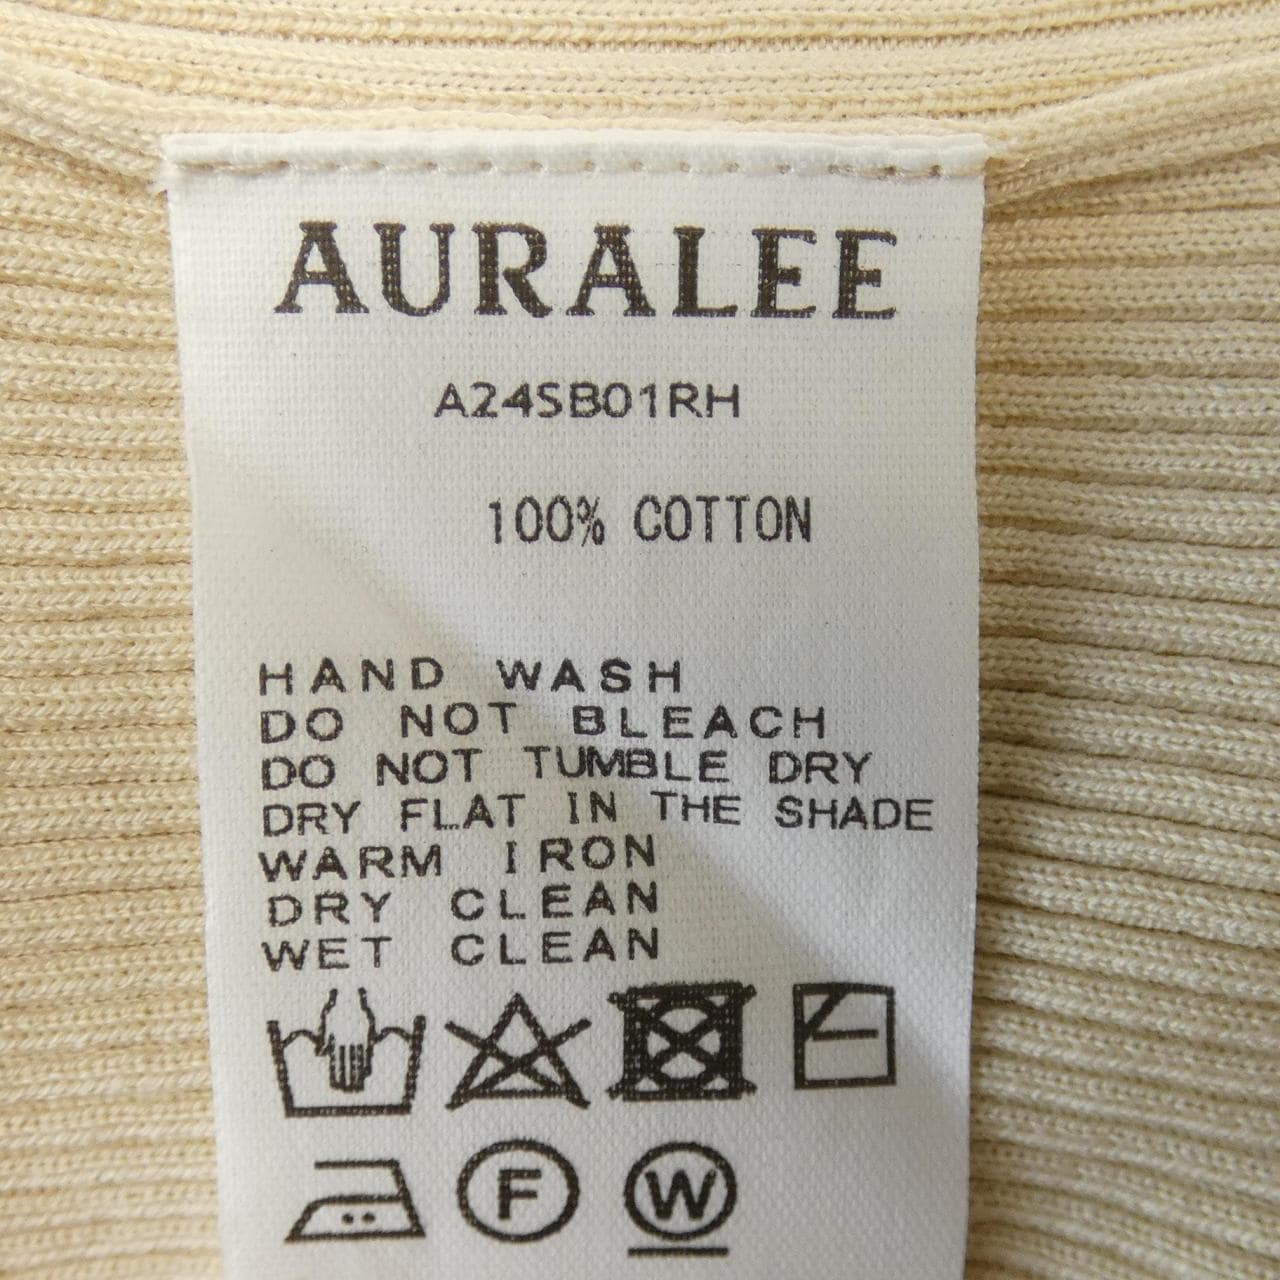 AURALEE
A24SB01RH
100% COTTON
HAND WASH
DO NOT BLEACH
DO NOT TUMBLE DRY
DRY FLAT IN THE SHADE
WARM IRON
DRY CLEAN
WET CLEAN
F W